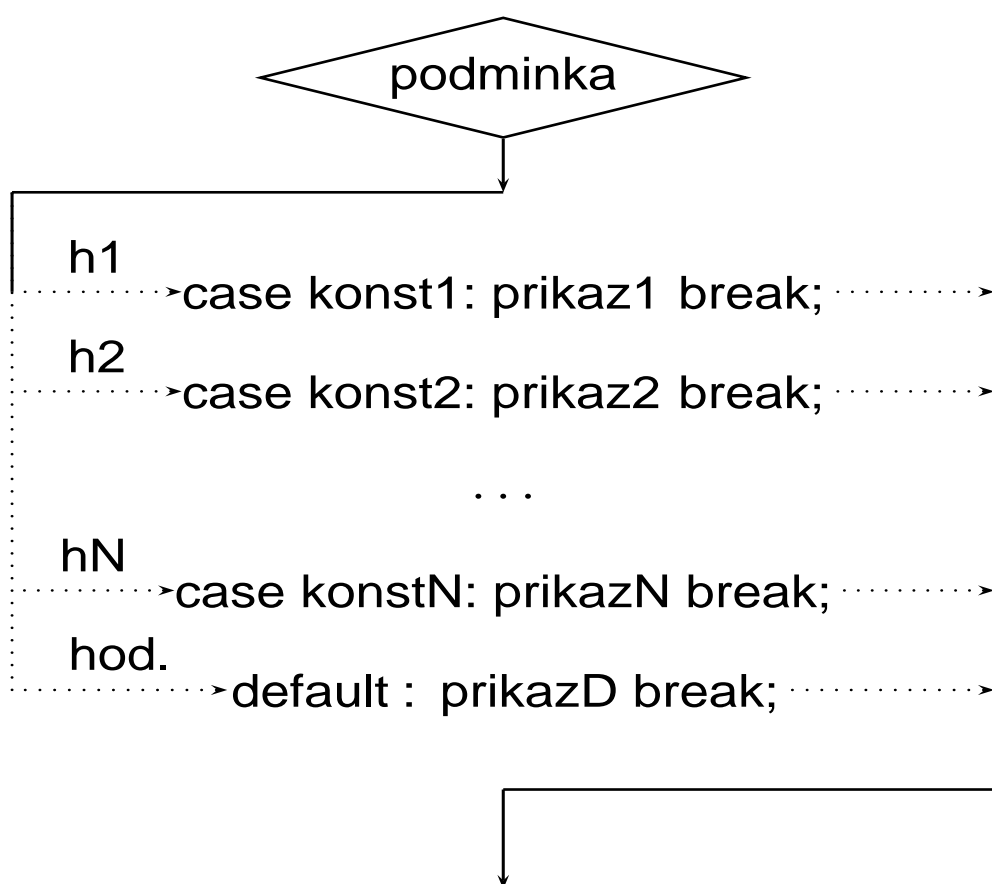 podminka
h1
case konst1: prikaz1 break;
h2
case konst2: prikaz2 break;
. . .
hN
case konstN: prikazN break;
hod.
default : prikazD break;